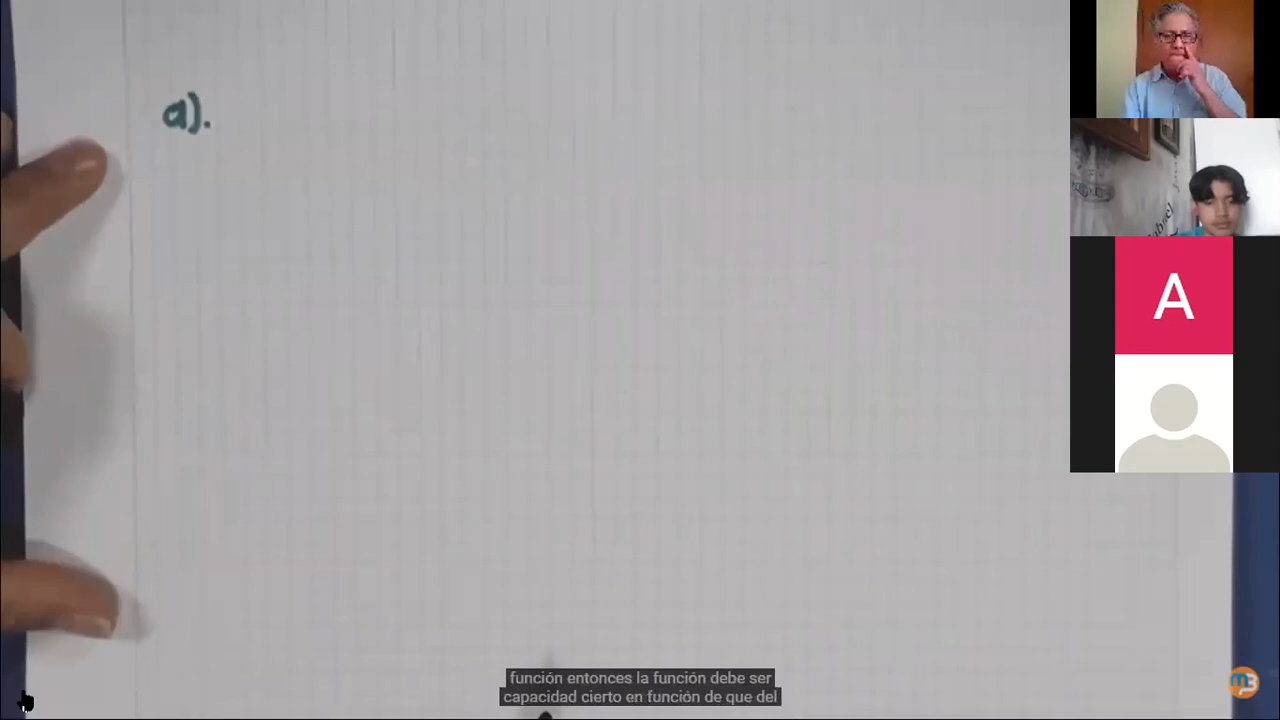 a).
A
función entonces la función debe ser
capacidad cierto en función de que del